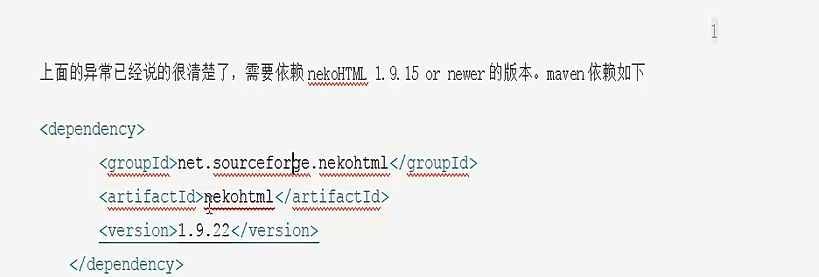 1
上面的异常已经说的很清楚了，需要依赖 nekoHTML 1.9.15 or newer 的版本。maven 依赖如下
<dependency>
<groupId>net.sourceforge.nekohtml</groupId>
<artifactId>nekohtml</artifactId>
<version>1.9.22</version>
</dependency>